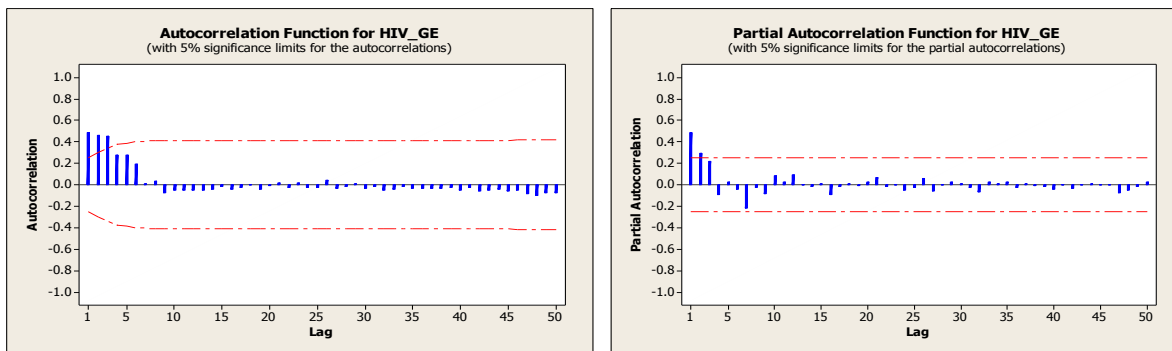 Autocorrelation Function for HIV_GE
(with 5% significance limits for the autocorrelations)
1.0
0.8
0.6
0.4
0.2
0.0
-0.2
-0.4
-0.6
-0.8
-1.0
Autocorrelation
1 5 10 15 20 25 30 35 40 45 50
Lag
Partial Autocorrelation Function for HIV_GE
(with 5% significance limits for the partial autocorrelations)
1.0
0.8
0.6
0.4
0.2
0.0
-0.2
-0.4
-0.6
-0.8
-1.0
Partial Autocorrelation
1 5 10 15 20 25 30 35 40 45 50
Lag